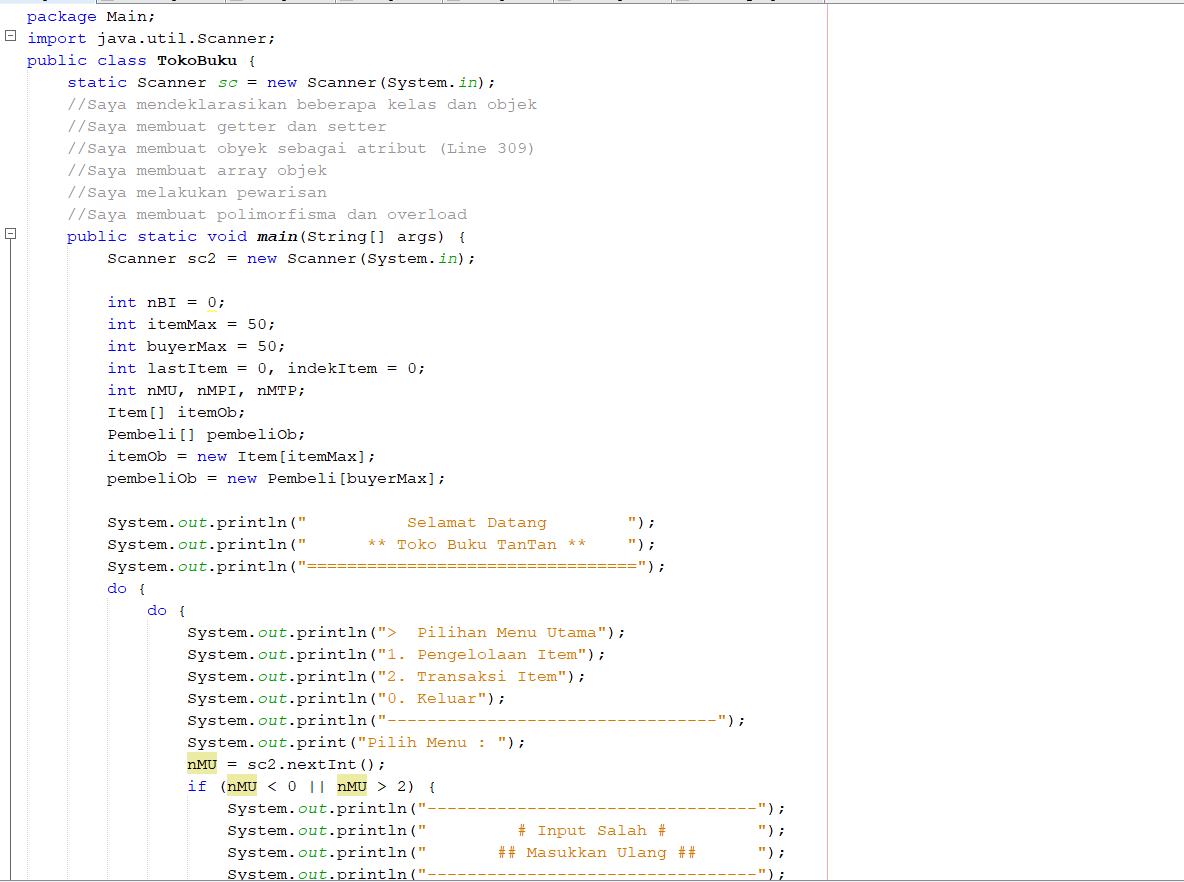 package Main;
import java.util.Scanner;
public class TokoBuku {
    static Scanner sc = new Scanner(System.in);
    //Saya mendeklarasikan beberapa kelas dan objek
    //Saya membuat getter dan setter
    //Saya membuat obyek sebagai atribut (Line 309)
    //Saya membuat array objek
    //Saya melakukan pewarisan
    //Saya membuat polimorfisma dan overload
    public static void main(String[] args) {
        Scanner sc2 = new Scanner(System.in);

        int nBI = 0;
        int itemMax = 50;
        int buyerMax = 50;
        int lastItem = 0, indekItem = 0;
        int nMU, nMPI, nMTP;
        Item[] itemOb;
        Pembeli[] pembeliOb;
        itemOb = new Item[itemMax];
        pembeliOb = new Pembeli[buyerMax];

        System.out.println("          Selamat Datang        ");
        System.out.println("      ** Toko Buku TanTan **    ");
        System.out.println("=================================");
        do {
            do {
                System.out.println(">  Pilihan Menu Utama");
                System.out.println("1. Pengelolaan Item");
                System.out.println("2. Transaksi Item");
                System.out.println("0. Keluar");
                System.out.println("---------------------------------");
                System.out.print("Pilih Menu : ");
                nMU = sc2.nextInt();
                if (nMU < 0 || nMU > 2) {
                    System.out.println("---------------------------------");
                    System.out.println("         # Input Salah #         ");
                    System.out.println("       ## Masukkan Ulang ##      ");
                    System.out.println("---------------------------------");